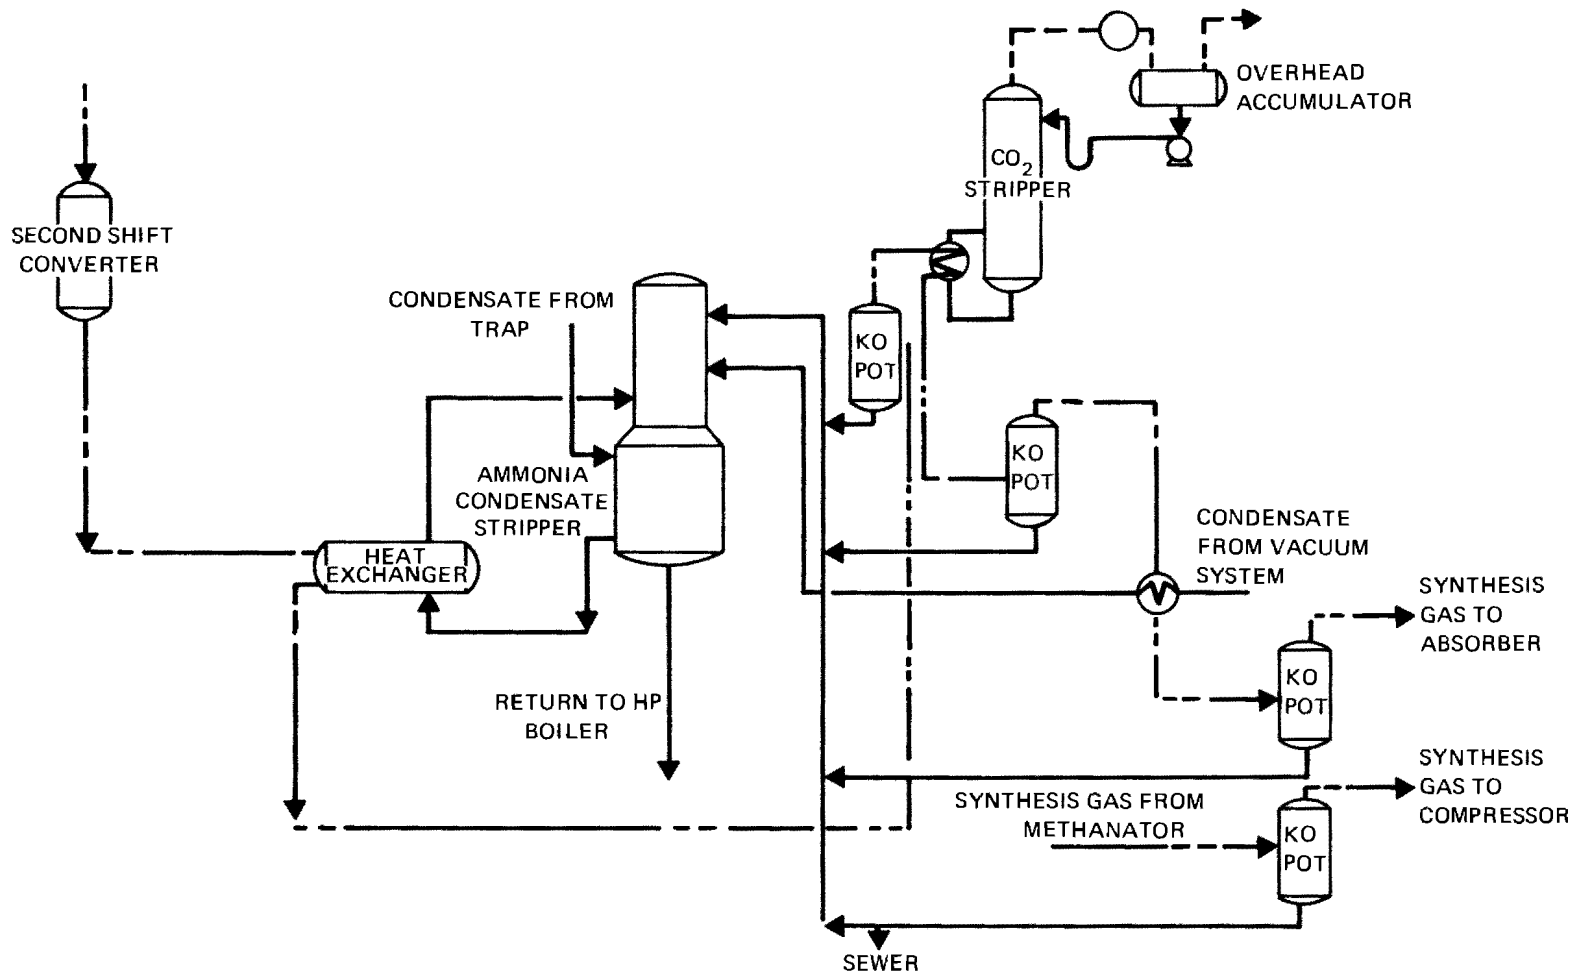 OVERHEAD
ACCUMULATOR
CO2
STRIPPER
SECOND SHIFT
CONVERTER
CONDENSATE FROM
TRAP
KO
POT
AMMONIA
CONDENSATE
STRIPPER
KO
POT
HEAT
EXCHANGER
CONDENSATE
FROM VACUUM
SYSTEM
SYNTHESIS
GAS TO
ABSORBER
KO
POT
RETURN TO HP
BOILER
SYNTHESIS
GAS TO
COMPRESSOR
SYNTHESIS GAS FROM
METHANATOR
KO
POT
SEWER